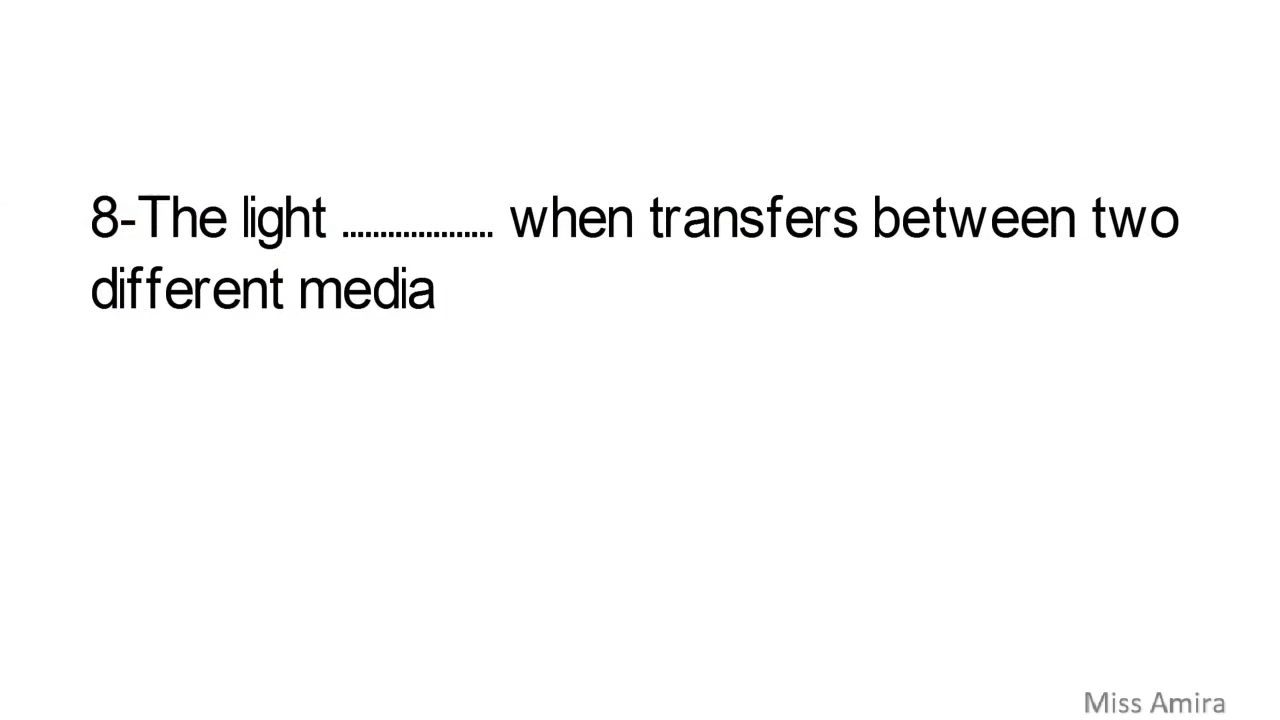 8-The light .................... when transfers between two
different media
Miss Amira